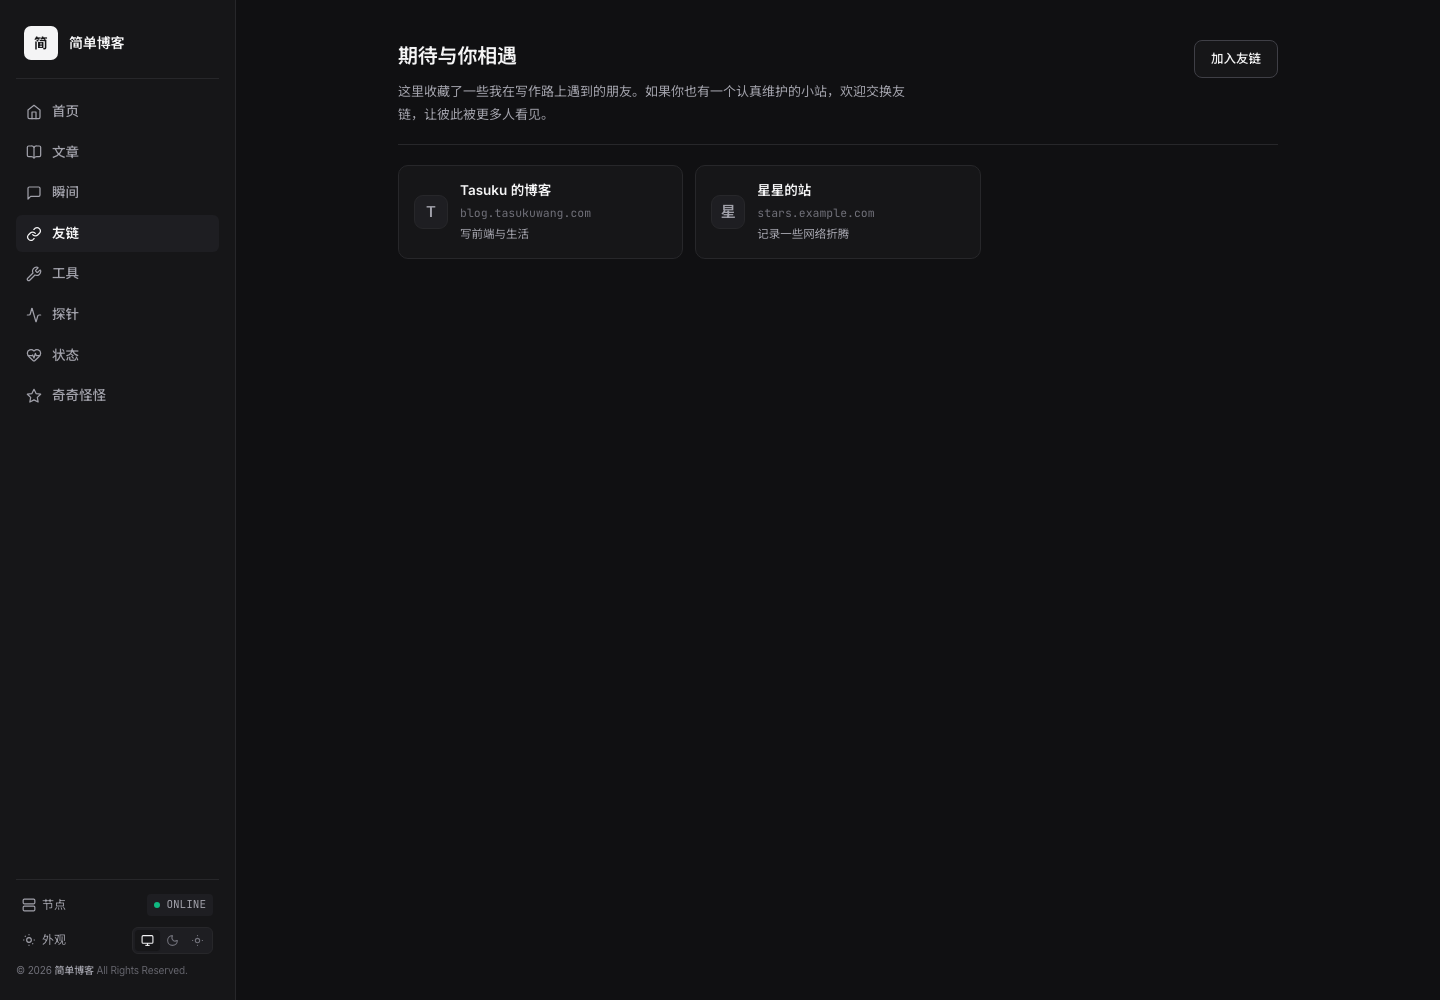 简 简单博客
首页
文章
瞬间
友链
工具
探针
状态
奇奇怪怪
节点 ONLINE
外观
© 2026 简单博客 All Rights Reserved.
期待与你相遇
加入友链
这里收藏了一些我在写作路上遇到的朋友。如果你也有一个认真维护的小站，欢迎交换友
链，让彼此被更多人看见。
T
Tasuku 的博客
blog.tasukuwang.com
写前端与生活
星
星星的站
stars.example.com
记录一些网络折腾